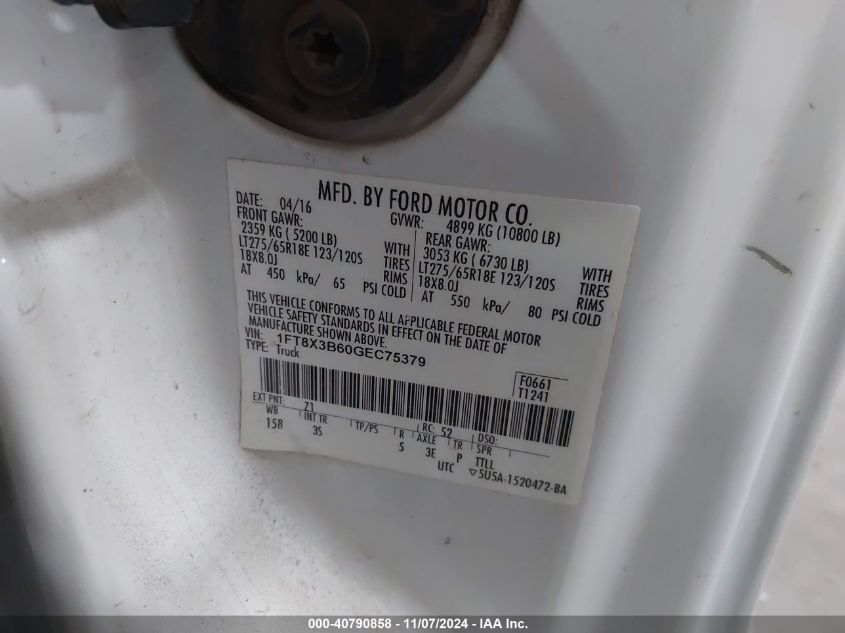 MFD. BY FORD MOTOR CO.
DATE: 04/16 GVWR: 4899 KG (10800 LB)
FRONT GAWR: REAR GAWR:
2359 KG ( 5200 LB) WITH 3053 KG ( 6730 LB) WITH
LT275/65R18E 123/120S TIRES LT275/65R18E 123/120S TIRES
18X8.0J RIMS 18X8.0J RIMS
AT 450 kPa/ 65 PSI COLD AT 550 kPa/ 80 PSI COLD
THIS VEHICLE CONFORMS TO ALL APPLICABLE FEDERAL MOTOR
VEHICLE SAFETY STANDARDS IN EFFECT ON THE DATE OF
MANUFACTURE SHOWN ABOVE.
VIN: 1FT8X3B60GEC75379
TYPE: Truck
F0661
T1241
EXT PNT: Z1 RC: 52 DSO:
WB INT TR TP/PS R AXLE TR SPR
158 3S 5 3E P TTLL
UTC ▽5U5A-1520472-BA
000-40790858 - 11/07/2024 - IAA Inc.